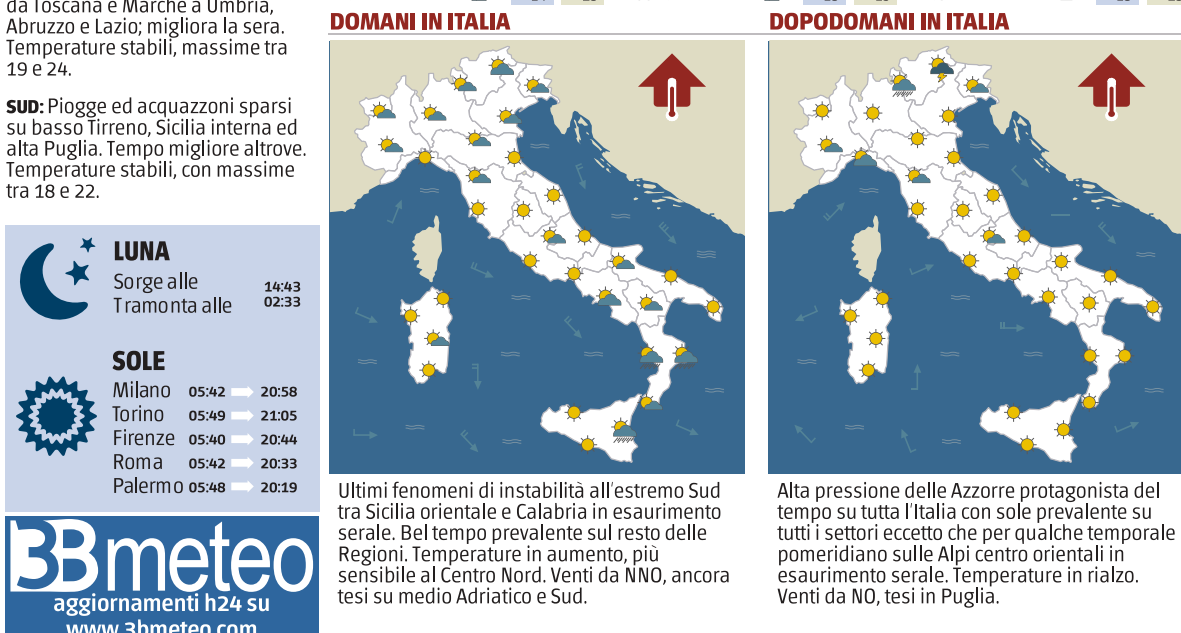 da Toscana e Marche a Umbria,
Abruzzo e Lazio; migliora la sera.
Temperature stabili, massime tra
19 e 24.
SUD: Piogge ed acquazzoni sparsi
su basso Tirreno, Sicilia interna ed
alta Puglia. Tempo migliore altrove.
Temperature stabili, con massime
tra 18 e 22.
LUNA
Sorge alle 14:43
Tramonta alle 02:33
SOLE
Milano 05:42 20:58
Torino 05:49 21:05
Firenze 05:40 20:44
Roma 05:42 20:33
Palermo 05:48 20:19
3Bmeteo
aggiornamenti h24 su
www.3bmeteo.com
DOMANI IN ITALIA
Ultimi fenomeni di instabilità all'estremo Sud
tra Sicilia orientale e Calabria in esaurimento
serale. Bel tempo prevalente sul resto delle
Regioni. Temperature in aumento, più
sensibile al Centro Nord. Venti da NNO, ancora
tesi su medio Adriatico e Sud.
DOPODOMANI IN ITALIA
Alta pressione delle Azzorre protagonista del
tempo su tutta l'Italia con sole prevalente su
tutti i settori eccetto che per qualche temporale
pomeridiano sulle Alpi centro orientali in
esaurimento serale. Temperature in rialzo.
Venti da NO, tesi in Puglia.